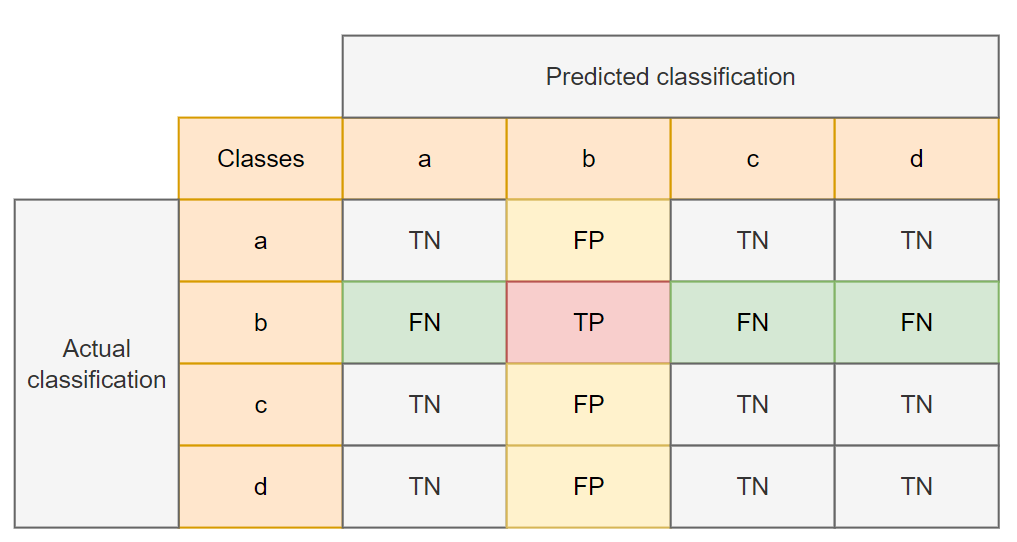 Predicted classification
Classes a b c d
a TN FP TN TN
b FN TP FN FN
Actual
classification
c TN FP TN TN
d TN FP TN TN